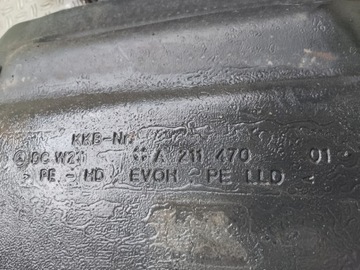 KKB-Nr.
DC W211 A 211 470 01
PE - HD EVOH PE LLD